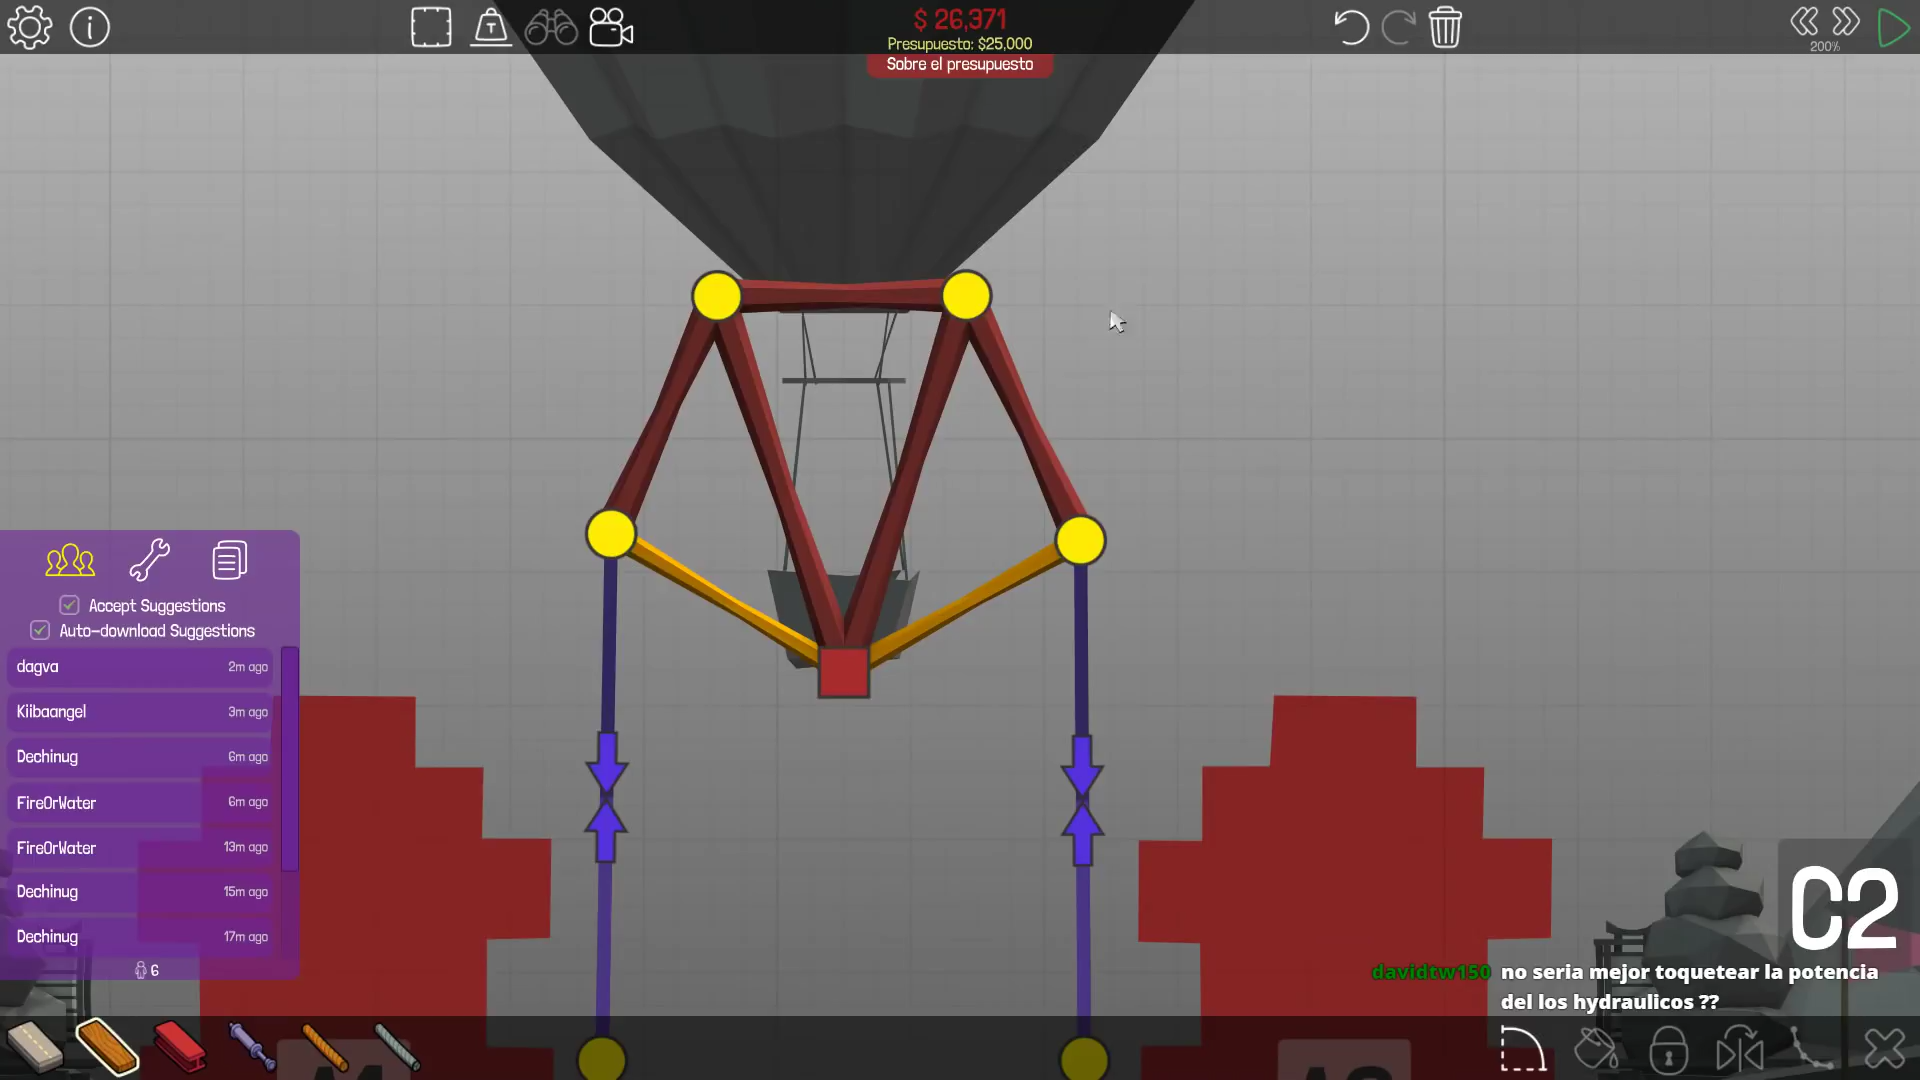 $ 26,371
Presupuesto: $25,000
Sobre el presupuesto
200%
Accept Suggestions
Auto-download Suggestions
dagva 2m ago
Kiibaangel 3m ago
Dechinug 6m ago
FireOrWater 6m ago
FireOrWater 13m ago
Dechinug 15m ago
Dechinug 17m ago
6
C2
davidtw150 no seria mejor toquetear la potencia
del los hydraulicos ??